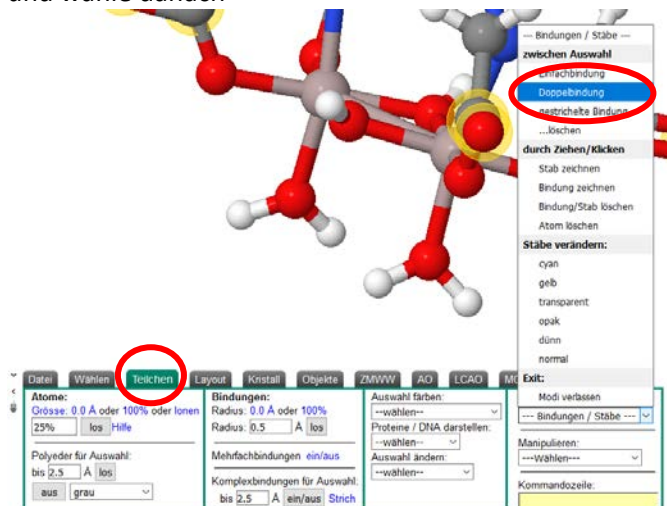 und wähle danach
--- Bindungen / Stäbe ---
zwischen Auswahl
Einfachbindung
Doppelbindung
gestrichelte Bindung
...löschen
durch Ziehen/Klicken
Stab zeichnen
Bindung zeichnen
Bindung/Stab löschen
Atom löschen
Stäbe verändern:
cyan
gelb
transparent
opak
dünn
normal
Exit:
Modi verlassen
--- Bindungen / Stäbe ---
Datei Wählen Teilchen Layout Kristall Objekte ZMWW AO LCAO
Atome:
Grösse: 0.0 Å oder 100% oder Ionen
25% los Hilfe
Polyeder für Auswahl:
bis 2.5 Å los
aus grau
Bindungen:
Radius: 0.0 Å oder 100%
Radius: 0.5 Å los
Mehrfachbindungen ein/aus
Komplexbindungen für Auswahl:
bis 2.5 Å ein/aus Strich
Auswahl färben:
--wählen--
Proteine / DNA darstellen:
--wählen--
Auswahl ändern:
--wählen--
Manipulieren:
---Wählen---
Kommandozeile: